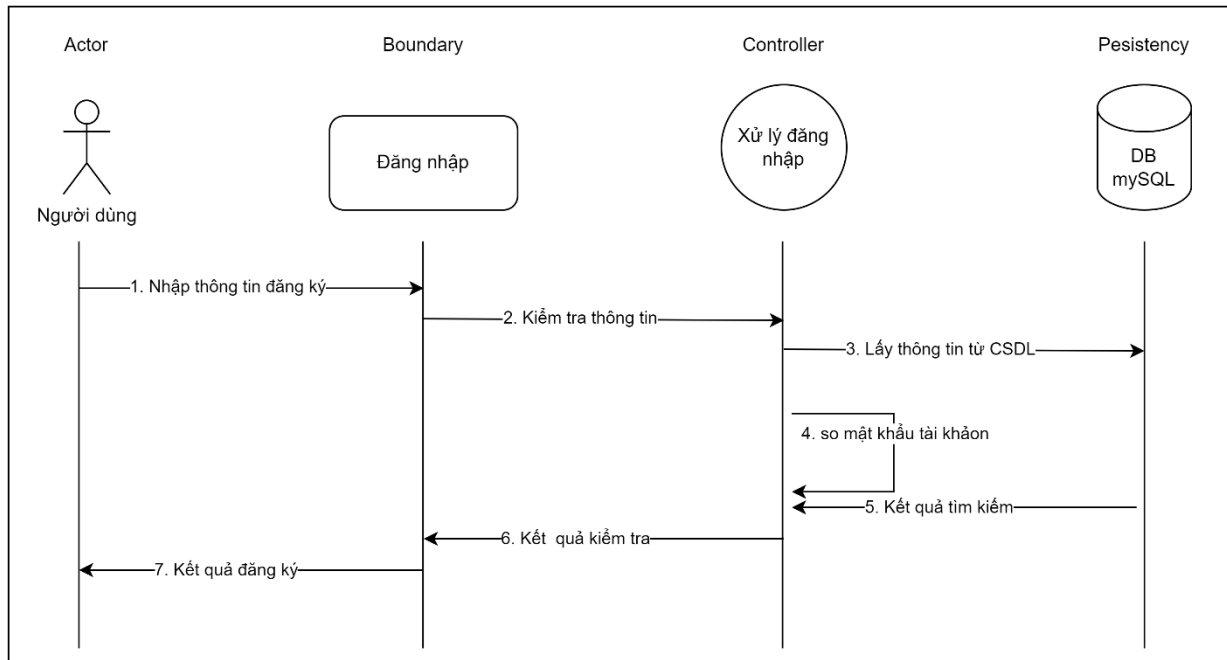 Actor
Boundary
Controller
Pesistency
Người dùng
Đăng nhập
Xử lý đăng
nhập
DB
mySQL
1. Nhập thông tin đăng ký
2. Kiểm tra thông tin
3. Lấy thông tin từ CSDL
4. so mật khẩu tài khảon
5. Kết quả tìm kiếm
6. Kết quả kiểm tra
7. Kết quả đăng ký